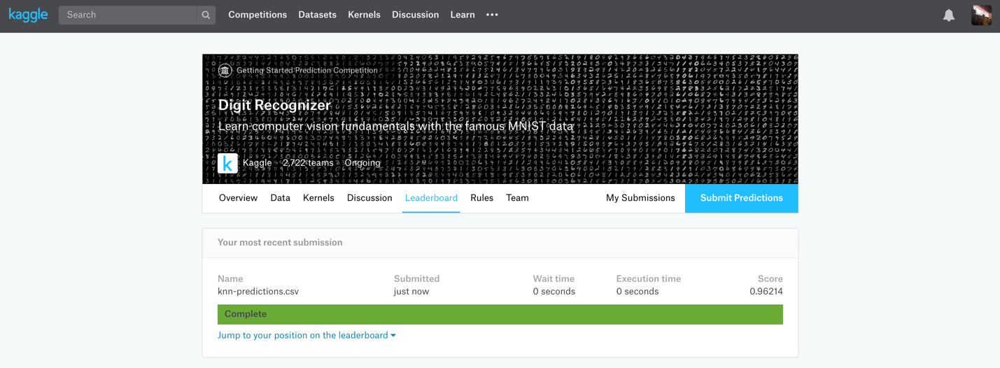 kaggle Search Competitions Datasets Kernels Discussion Learn
Getting Started Prediction Competition
Digit Recognizer
Learn computer vision fundamentals with the famous MNIST data
k Kaggle · 2,722 teams · Ongoing
Overview Data Kernels Discussion Leaderboard Rules Team My Submissions Submit Predictions
Your most recent submission
Name Submitted Wait time Execution time Score
knn-predictions.csv just now 0 seconds 0 seconds 0.96214
Complete
Jump to your position on the leaderboard